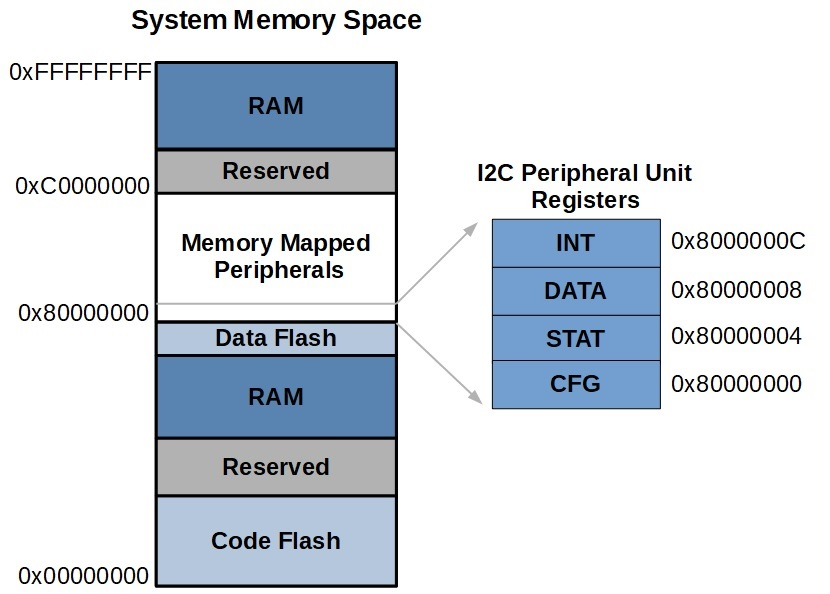 System Memory Space
0xFFFFFFFF
RAM
Reserved
0xC0000000
Memory Mapped
Peripherals
0x80000000
Data Flash
RAM
Reserved
Code Flash
0x00000000
I2C Peripheral Unit
Registers
INT 0x8000000C
DATA 0x80000008
STAT 0x80000004
CFG 0x80000000